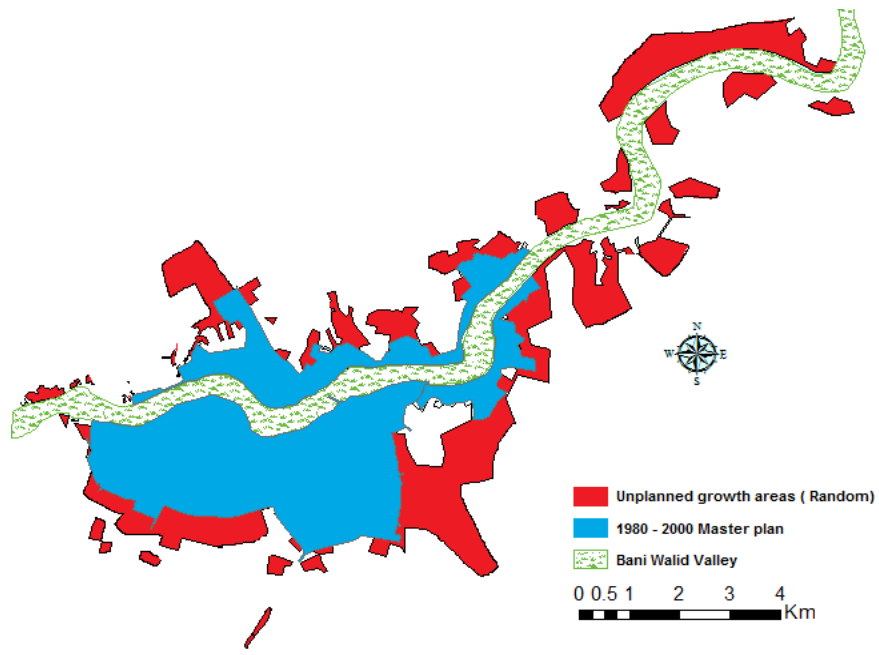 N
W E
S
Unplanned growth areas ( Random)
1980 - 2000 Master plan
Bani Walid Valley
0 0.5 1 2 3 4
Km